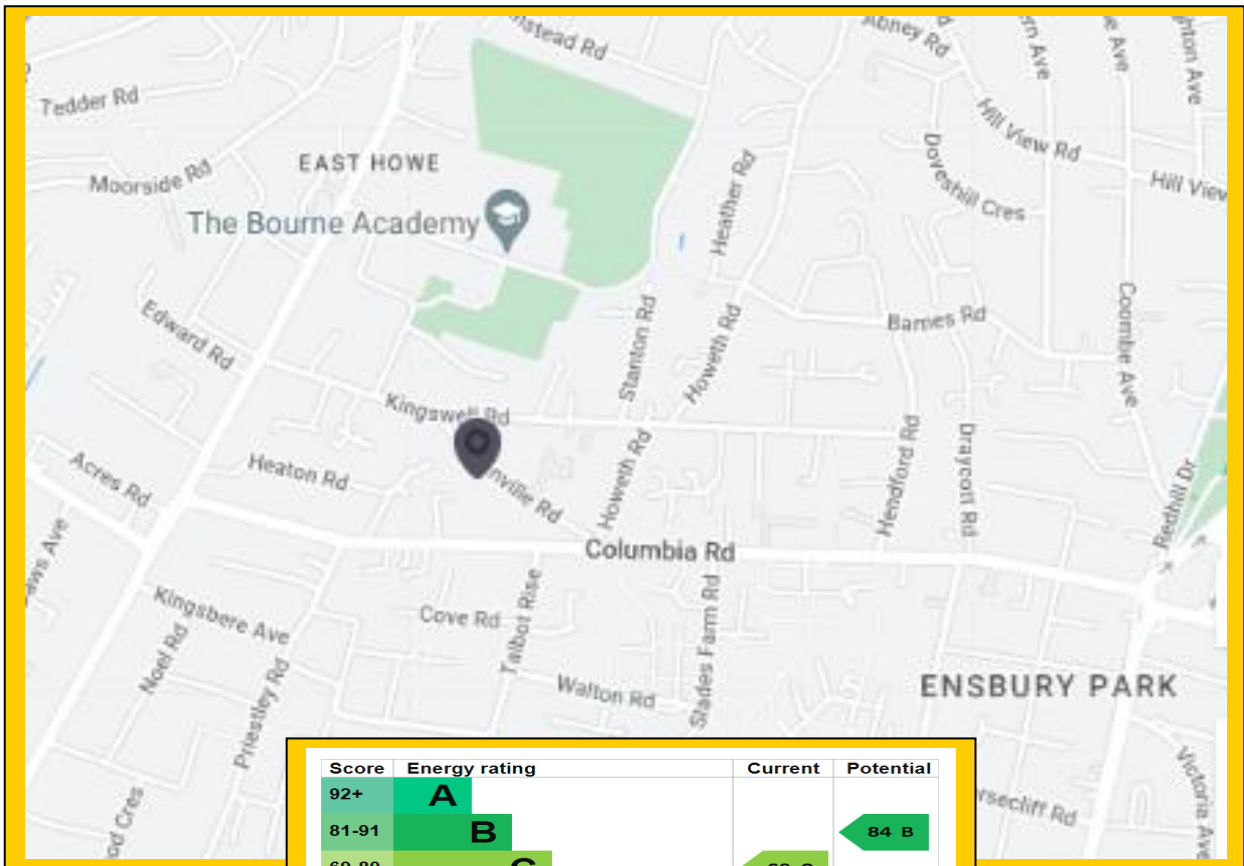 Abney Rd
Tedder Rd
Hill View Rd
EAST HOWE
Moorside Rd
Heather Rd
Doveshill Cres
Hill View
The Bourne Academy
Edward Rd
Stanton Rd
Howeth Rd
Barnes Rd
Coombe Ave
Kingswell Rd
Acres Rd
Heaton Rd
Howeth Rd
Hendford Rd
Draycott Rd
Redhill Dr
Columbia Rd
Kingsbere Ave
Noel Rd
Priestley Rd
Cove Rd
Talbot Rise
Walton Rd
Slades Farm Rd
ENSBURY PARK
Victoria Ave
Score Energy rating Current Potential
92+ A
81-91 B 84 B